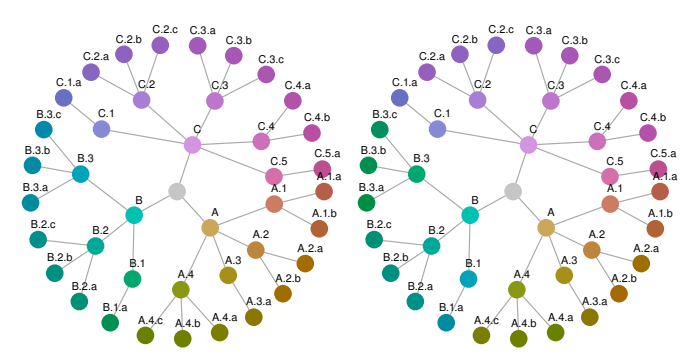 C.2.c
C.3.a
C.2.b
C.3.b
C.2.a
C.3.c
C.1.a
C.2
C.3
C.4.a
B.3.c
C.1
C
C.4
C.4.b
B.3.b
B.3
C.5
C.5.a
A.1.a
B.3.a
B
A
A.1
A.1.b
B.2.c
B.2
A.2
A.2.a
B.2.b
B.1
A.4
A.3
A.2.b
B.2.a
B.1.a
A.4.c
A.4.b
A.4.a
A.3.a
C.2.c
C.3.a
C.2.b
C.3.b
C.2.a
C.3.c
C.1.a
C.2
C.3
C.4.a
B.3.c
C.1
C
C.4
C.4.b
B.3.b
B.3
C.5
C.5.a
A.1.a
B.3.a
B
A
A.1
A.1.b
B.2.c
B.2
A.2
A.2.a
B.2.b
B.1
A.4
A.3
A.2.b
B.2.a
B.1.a
A.4.c
A.4.b
A.4.a
A.3.a